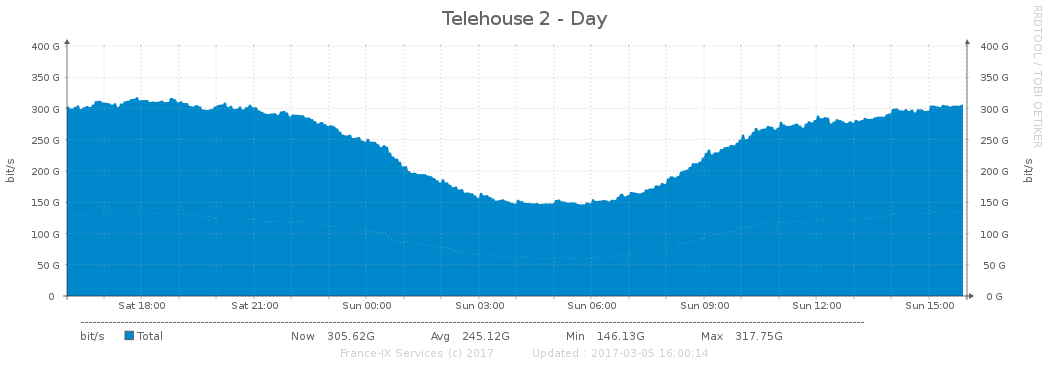 Telehouse 2 - Day
RRDTOOL / TOBI OETIKER
400 G 400 G
350 G 350 G
300 G 300 G
250 G 250 G
200 G 200 G
150 G 150 G
100 G 100 G
50 G 50 G
0 0 G
bit/s bit/s
Sat 18:00 Sat 21:00 Sun 00:00 Sun 03:00 Sun 06:00 Sun 09:00 Sun 12:00 Sun 15:00
bit/s Total Now 305.62G Avg 245.12G Min 146.13G Max 317.75G
France-IX Services (c) 2017 Updated : 2017-03-05 16:00:14